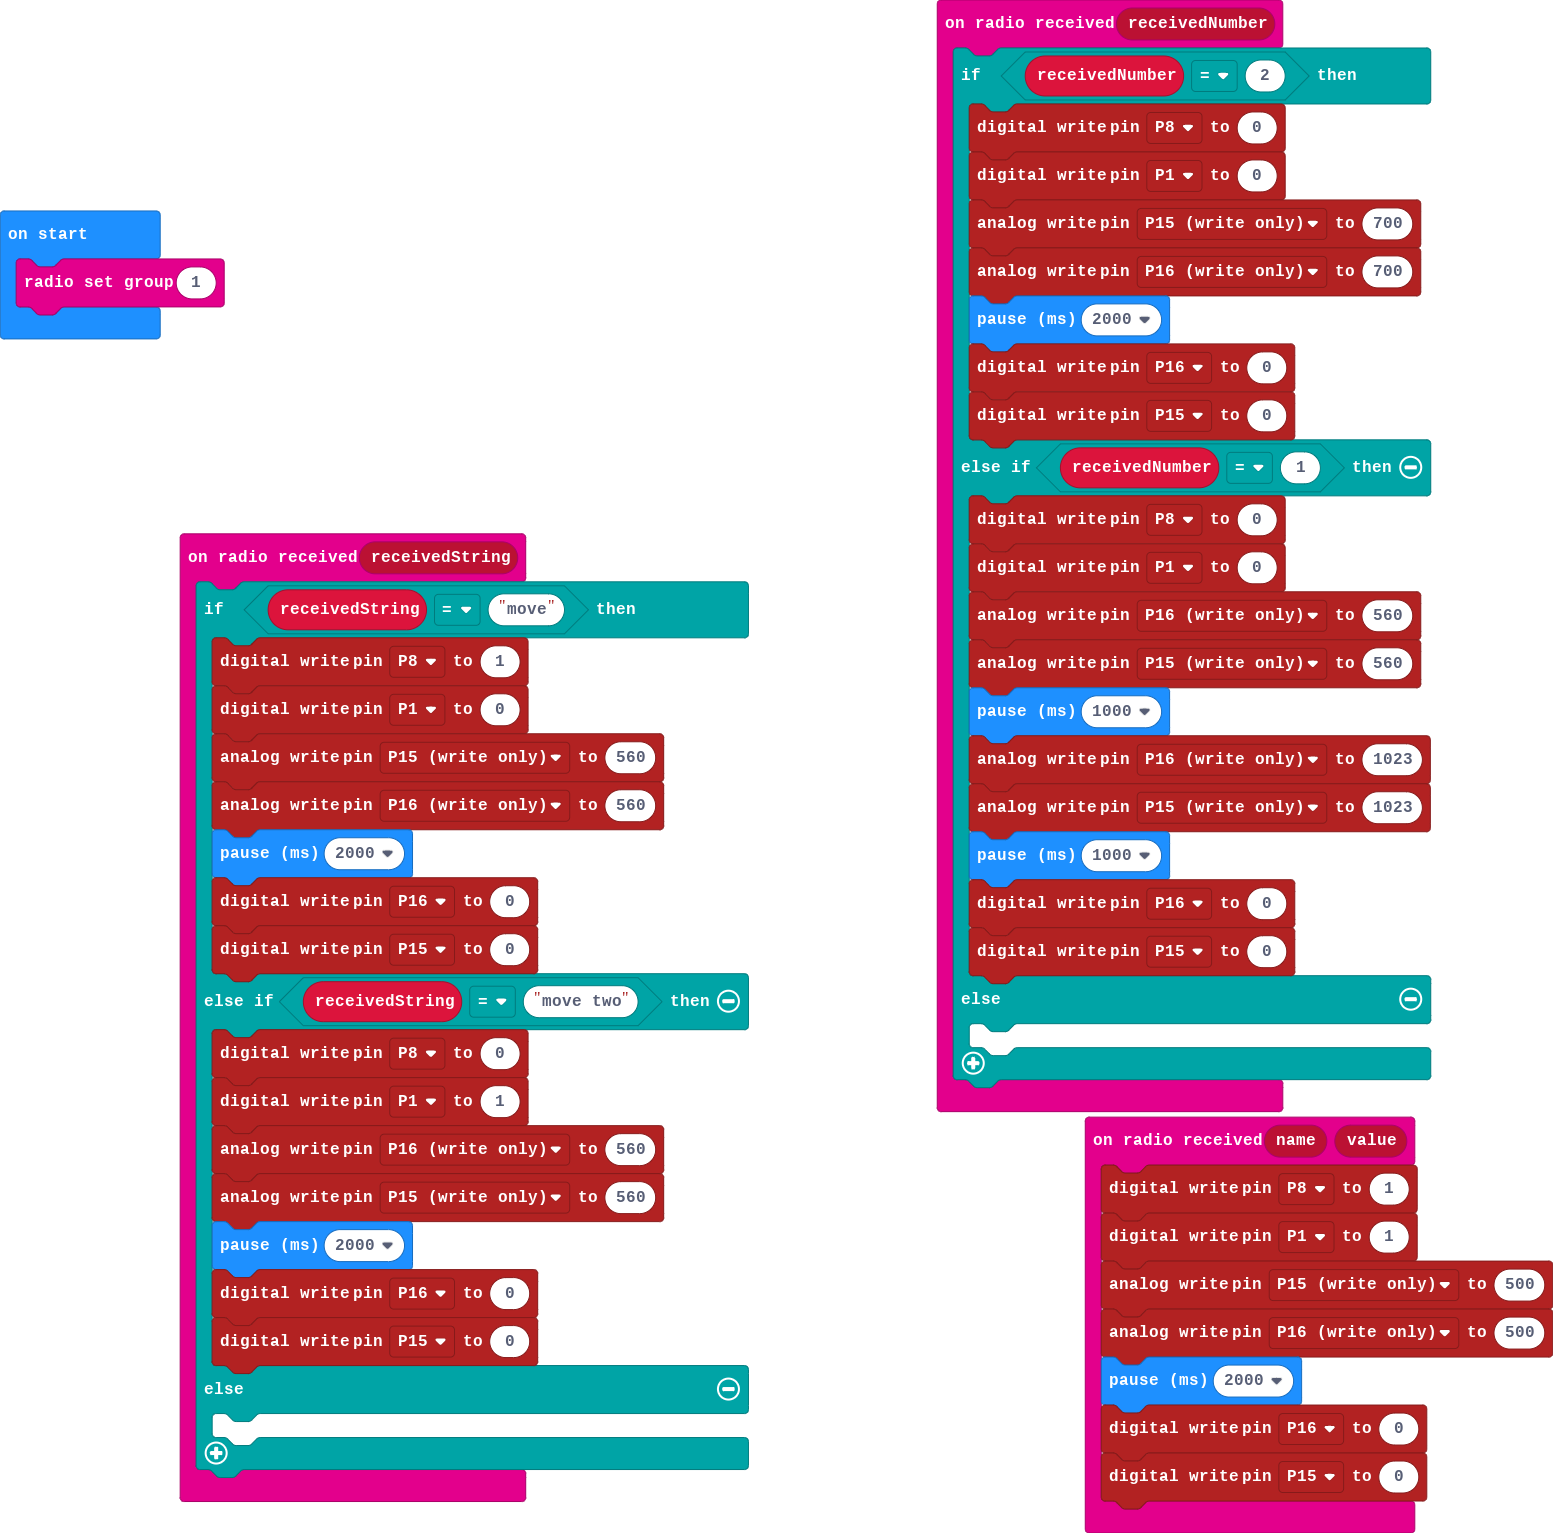 on start
radio set group 1
on radio received receivedString
if receivedString = "move" then
digital write pin P8 to 1
digital write pin P1 to 0
analog write pin P15 (write only) to 560
analog write pin P16 (write only) to 560
pause (ms) 2000
digital write pin P16 to 0
digital write pin P15 to 0
else if receivedString = "move two" then
digital write pin P8 to 0
digital write pin P1 to 1
analog write pin P16 (write only) to 560
analog write pin P15 (write only) to 560
pause (ms) 2000
digital write pin P16 to 0
digital write pin P15 to 0
else
on radio received receivedNumber
if receivedNumber = 2 then
digital write pin P8 to 0
digital write pin P1 to 0
analog write pin P15 (write only) to 700
analog write pin P16 (write only) to 700
pause (ms) 2000
digital write pin P16 to 0
digital write pin P15 to 0
else if receivedNumber = 1 then
digital write pin P8 to 0
digital write pin P1 to 0
analog write pin P16 (write only) to 560
analog write pin P15 (write only) to 560
pause (ms) 1000
analog write pin P16 (write only) to 1023
analog write pin P15 (write only) to 1023
pause (ms) 1000
digital write pin P16 to 0
digital write pin P15 to 0
else
on radio received name value
digital write pin P8 to 1
digital write pin P1 to 1
analog write pin P15 (write only) to 500
analog write pin P16 (write only) to 500
pause (ms) 2000
digital write pin P16 to 0
digital write pin P15 to 0